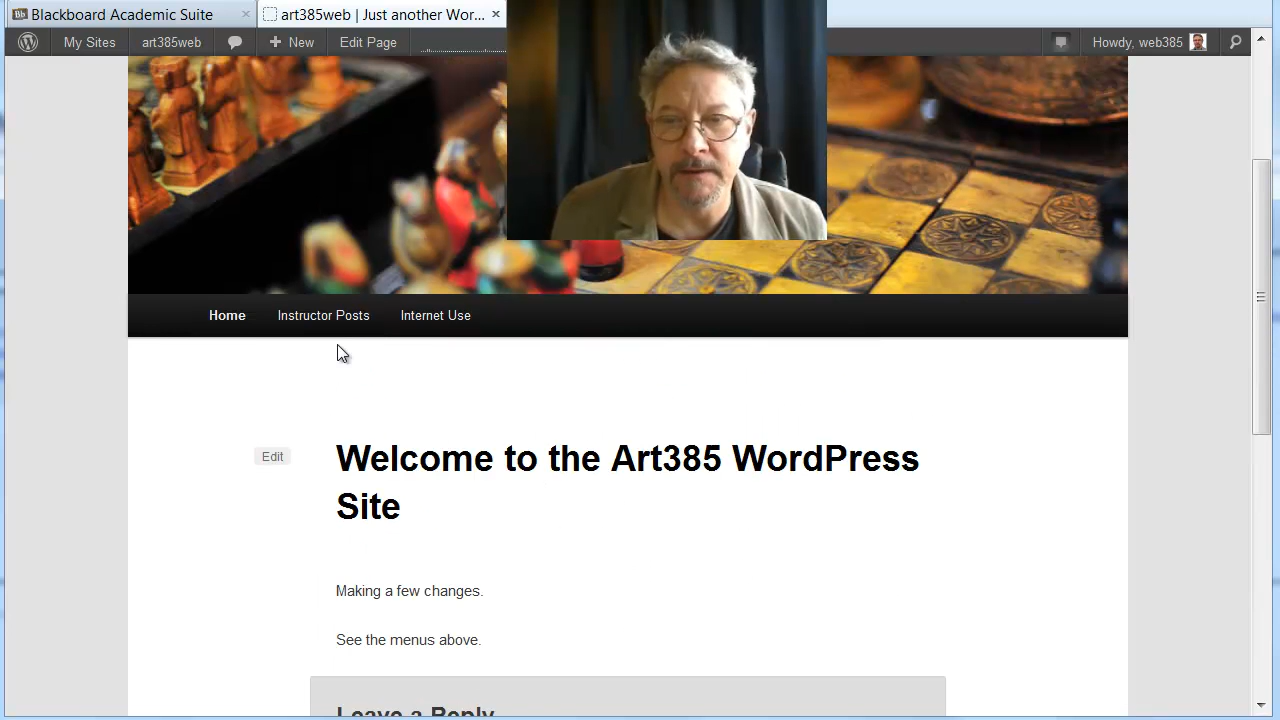 Blackboard Academic Suite
art385web | Just another Wor...
My Sites
art385web
New
Edit Page
Howdy, web385
Home
Instructor Posts
Internet Use
Edit
Welcome to the Art385 WordPress
Site
Making a few changes.
See the menus above.
Leave a Reply